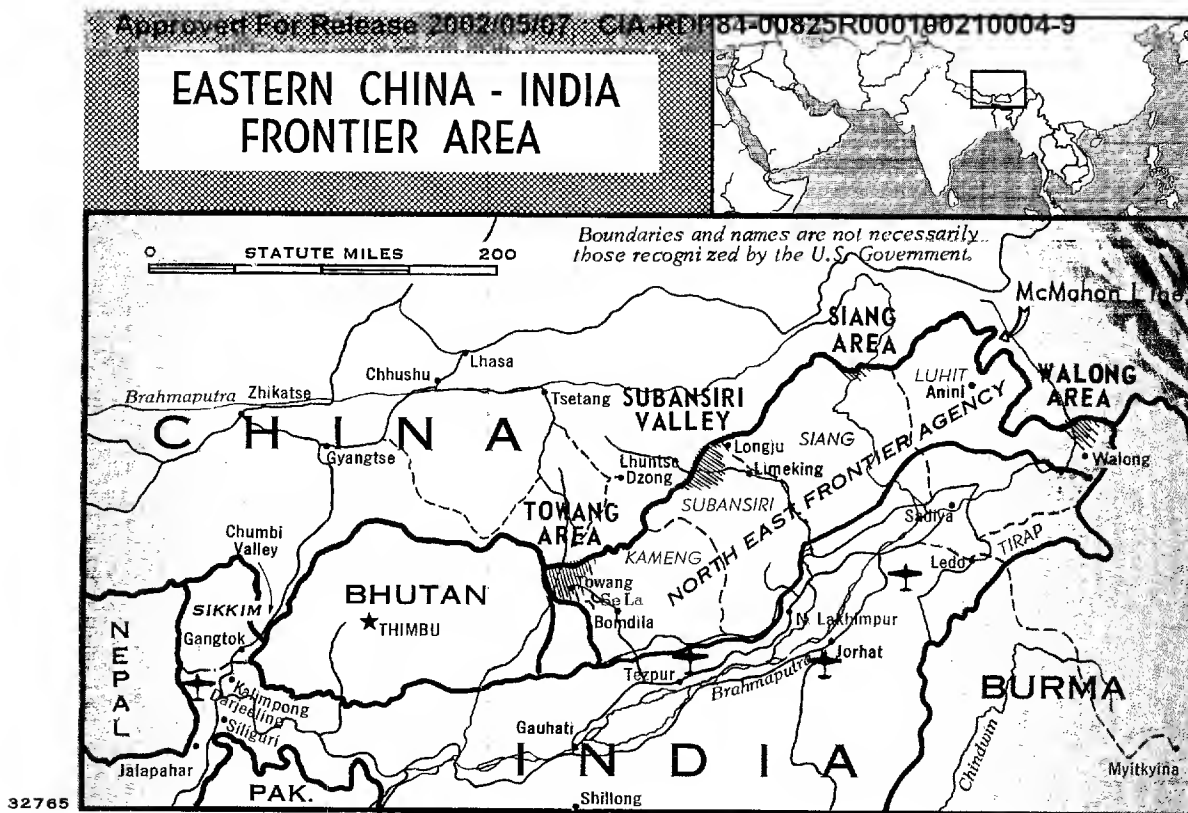 Approved For Release 2002/05/07 : CIA-RDP84-00825R000100210004-9
EASTERN CHINA - INDIA
FRONTIER AREA
0 STATUTE MILES 200
Boundaries and names are not necessarily
those recognized by the U.S. Government.
McMahon Line
SIANG
AREA
Lhasa
Chhushu
LUHIT
Anini
WALONG
AREA
Brahmaputra
Zhikatse
Tsetang
SUBANSIRI
VALLEY
CHINA
Gyangtse
Longju
SIANG
Lhuntse
Dzong
Limeking
Walong
NORTH EAST FRONTIER AGENCY
SUBANSIRI
TOWANG
AREA
Sadiya
Chumbi
Valley
KAMENG
TIRAP
Ledo
BHUTAN
Towang
Se La
Bomdila
SIKKIM
THIMBU
N. Lakhimpur
Gangtok
NEPAL
Jorhat
Tezpur
Brahmaputra
BURMA
Kalimpong
Darjeeling
Siliguri
Gauhati
INDIA
Chindwin
Jalapahar
Myitkyina
PAK.
Shillong
32765